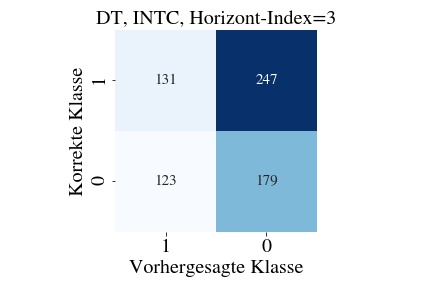 DT, INTC, Horizont-Index=3
Korrekte Klasse
1
131
247
0
123
179
1
0
Vorhergesagte Klasse